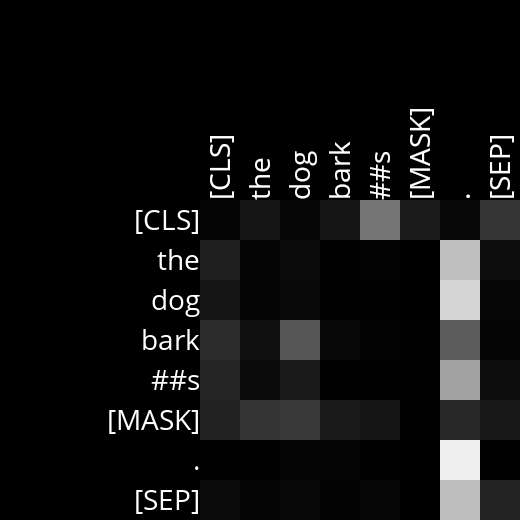 [CLS] the dog bark ##s [MASK] . [SEP]
[CLS]
the
dog
bark
##s
[MASK]
.
[SEP]